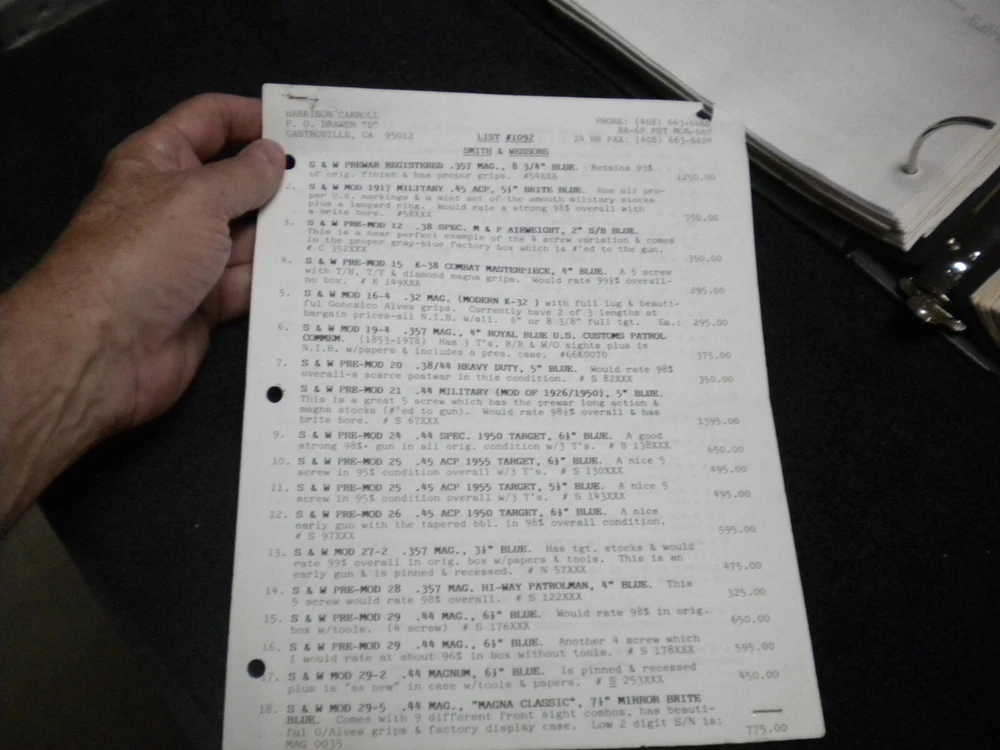 HARRISON CARROLL
P. O. DRAWER "D"
CASTROVILLE, CA 95012
PHONE: (408)
8A-6P PST MON-SAT
24 HR FAX: (408)
LIST #1092
SMITH & WESSONS
S & W PREWAR REGISTERED .357 MAG., 8 3/4" BLUE. Retains 93%
of orig. finish & has proper grips. #54XXX 1250.00
2. S & W MOD 1917 MILITARY .45 ACP, 5½" BRITE BLUE. Has all pro-
per U.S. markings & a mint set of the smooth military stocks
plus a lanyard ring. Would rate a strong 98% overall with
a brite bore. #58XXX 750.00
3. S & W PRE-MOD 12 .38 SPEC. M & P AIRWEIGHT, 2" S/B BLUE.
This is a near perfect example of the 4 screw variation & comes
in the proper gray-blue factory box which is #'ed to the gun.
# C 352XXX 350.00
4. S & W PRE-MOD 15 K-38 COMBAT MASTERPIECE, 4" BLUE. A 5 screw
with T/H, T/T & diamond magna grips. Would rate 99½% overall-
no box. # K 149XXX 295.00
5. S & W MOD 16-4 .32 MAG. (MODERN K-32 ) with full lug & beauti-
ful Goncalco Alves grips. Currently have 2 of 3 lengths at
bargain prices-all N.I.B. w/all. 6" or 8 3/8" full tgt. Ea.: 295.00
6. S & W MOD 19-4 .357 MAG., 4" ROYAL BLUE U.S. CUSTOMS PATROL
COMMEM. (1853-1978) Has 3 T's, R/R & W/O sights plus is
N.I.B. w/papers & includes a pres. case. #66K0070 375.00
7. S & W PRE-MOD 20 .38/44 HEAVY DUTY, 5" BLUE. Would rate 98%
overall-a scarce postwar in this condition. # S 82XXX 350.00
S & W PRE-MOD 21 .44 MILITARY (MOD OF 1926/1950), 5" BLUE.
This is a great 5 screw which has the prewar long action &
magna stocks (#'ed to gun). Would rate 98½% overall & has
brite bore. # S 67XXX 1395.00
9. S & W PRE-MOD 24 .44 SPEC. 1950 TARGET, 6½" BLUE. A good
strong 98%+ gun in all orig. condition w/3 T's. # S 138XXX 650.00
10. S & W PRE-MOD 25 .45 ACP 1955 TARGET, 6½" BLUE. A nice 5
screw in 95% condition overall w/3 T's. # S 130XXX 495.00
11. S & W PRE-MOD 25 .45 ACP 1955 TARGET, 5½" BLUE. A nice 5
screw in 95% condition overall w/3 T's. # S 143XXX 495.00
12. S & W PRE-MOD 26 .45 ACP 1950 TARGET, 6½" BLUE. A nice
early gun with the tapered bbl. in 98% overall condition.
# S 97XXX 595.00
13. S & W MOD 27-2 .357 MAG., 3½" BLUE. Has tgt. stocks & would
rate 99% overall in orig. box w/papers & tools. This is an
early gun & is pinned & recessed. # N 57XXX 475.00
14. S & W PRE-MOD 28 .357 MAG. HI-WAY PATROLMAN, 4" BLUE. This
5 screw would rate 98% overall. # S 122XXX 325.00
15. S & W PRE-MOD 29 .44 MAG., 6½" BLUE. Would rate 98% in orig.
box w/tools. (4 screw) # S 176XXX 650.00
16. S & W PRE-MOD 29 .44 MAG., 6½" BLUE. Another 4 screw which
I would rate at about 96% in box without tools. # S 178XXX 595.00
17. S & W MOD 29-2 .44 MAGNUM, 6½" BLUE. Is pinned & recessed
plus is "as new" in case w/tools & papers. # S 253XXX 450.00
18. S & W MOD 29-5 .44 MAG., "MAGNA CLASSIC", 7½" MIRROR BRITE
BLUE. Comes with 9 different front sight combos, has beauti-
ful G/Alves grips & factory display case. Low 2 digit S/N is:
MAG 0035 775.00